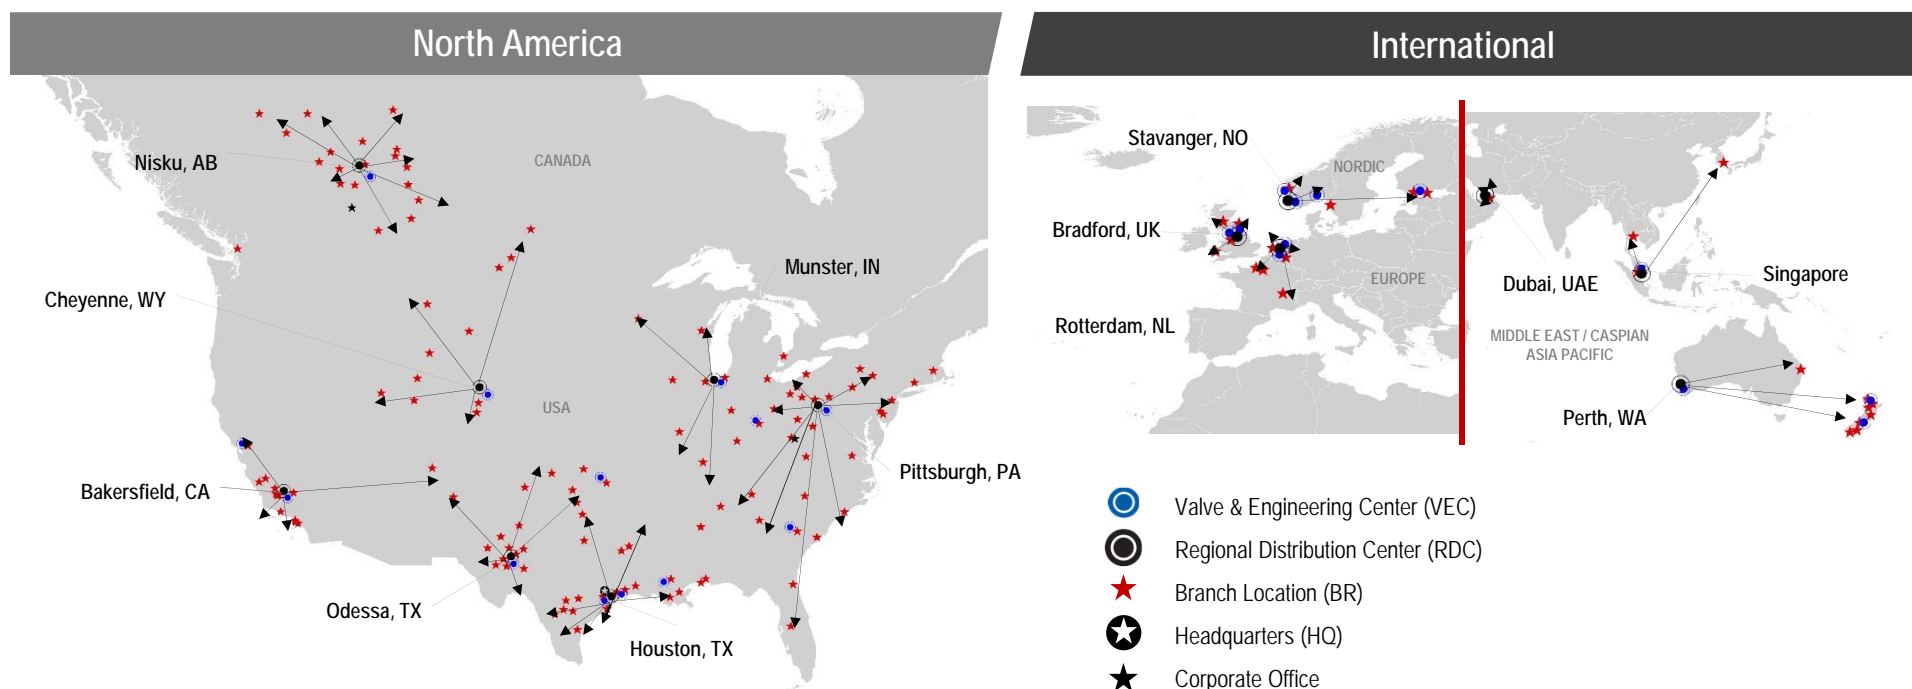 North America
International
Nisku, AB
CANADA
Cheyenne, WY
Munster, IN
USA
Bakersfield, CA
Pittsburgh, PA
Odessa, TX
Houston, TX
Stavanger, NO
NORDIC
Bradford, UK
EUROPE
Rotterdam, NL
Dubai, UAE
Singapore
MIDDLE EAST / CASPIAN
ASIA PACIFIC
Perth, WA
Valve & Engineering Center (VEC)
Regional Distribution Center (RDC)
Branch Location (BR)
Headquarters (HQ)
Corporate Office